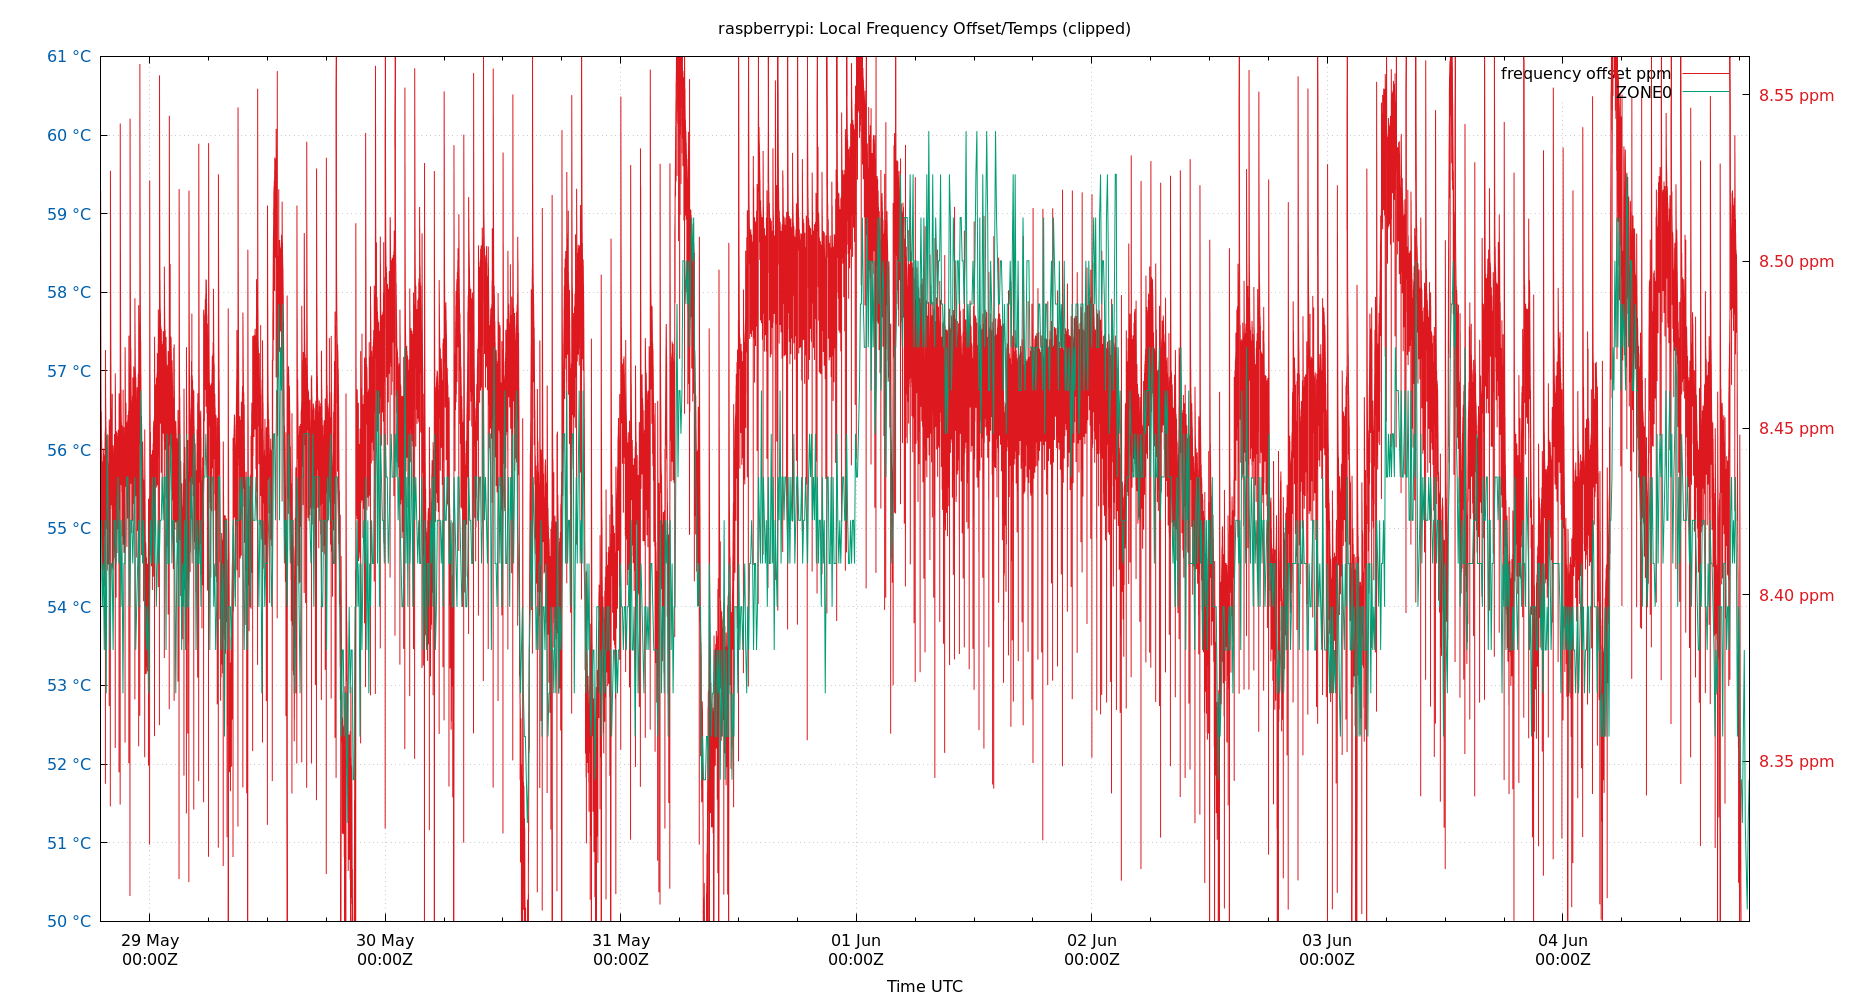 raspberrypi: Local Frequency Offset/Temps (clipped)
61 °C
60 °C
59 °C
58 °C
57 °C
56 °C
55 °C
54 °C
53 °C
52 °C
51 °C
50 °C
frequency offset ppm
ZONE0
8.55 ppm
8.50 ppm
8.45 ppm
8.40 ppm
8.35 ppm
29 May
00:00Z
30 May
00:00Z
31 May
00:00Z
01 Jun
00:00Z
02 Jun
00:00Z
03 Jun
00:00Z
04 Jun
00:00Z
Time UTC